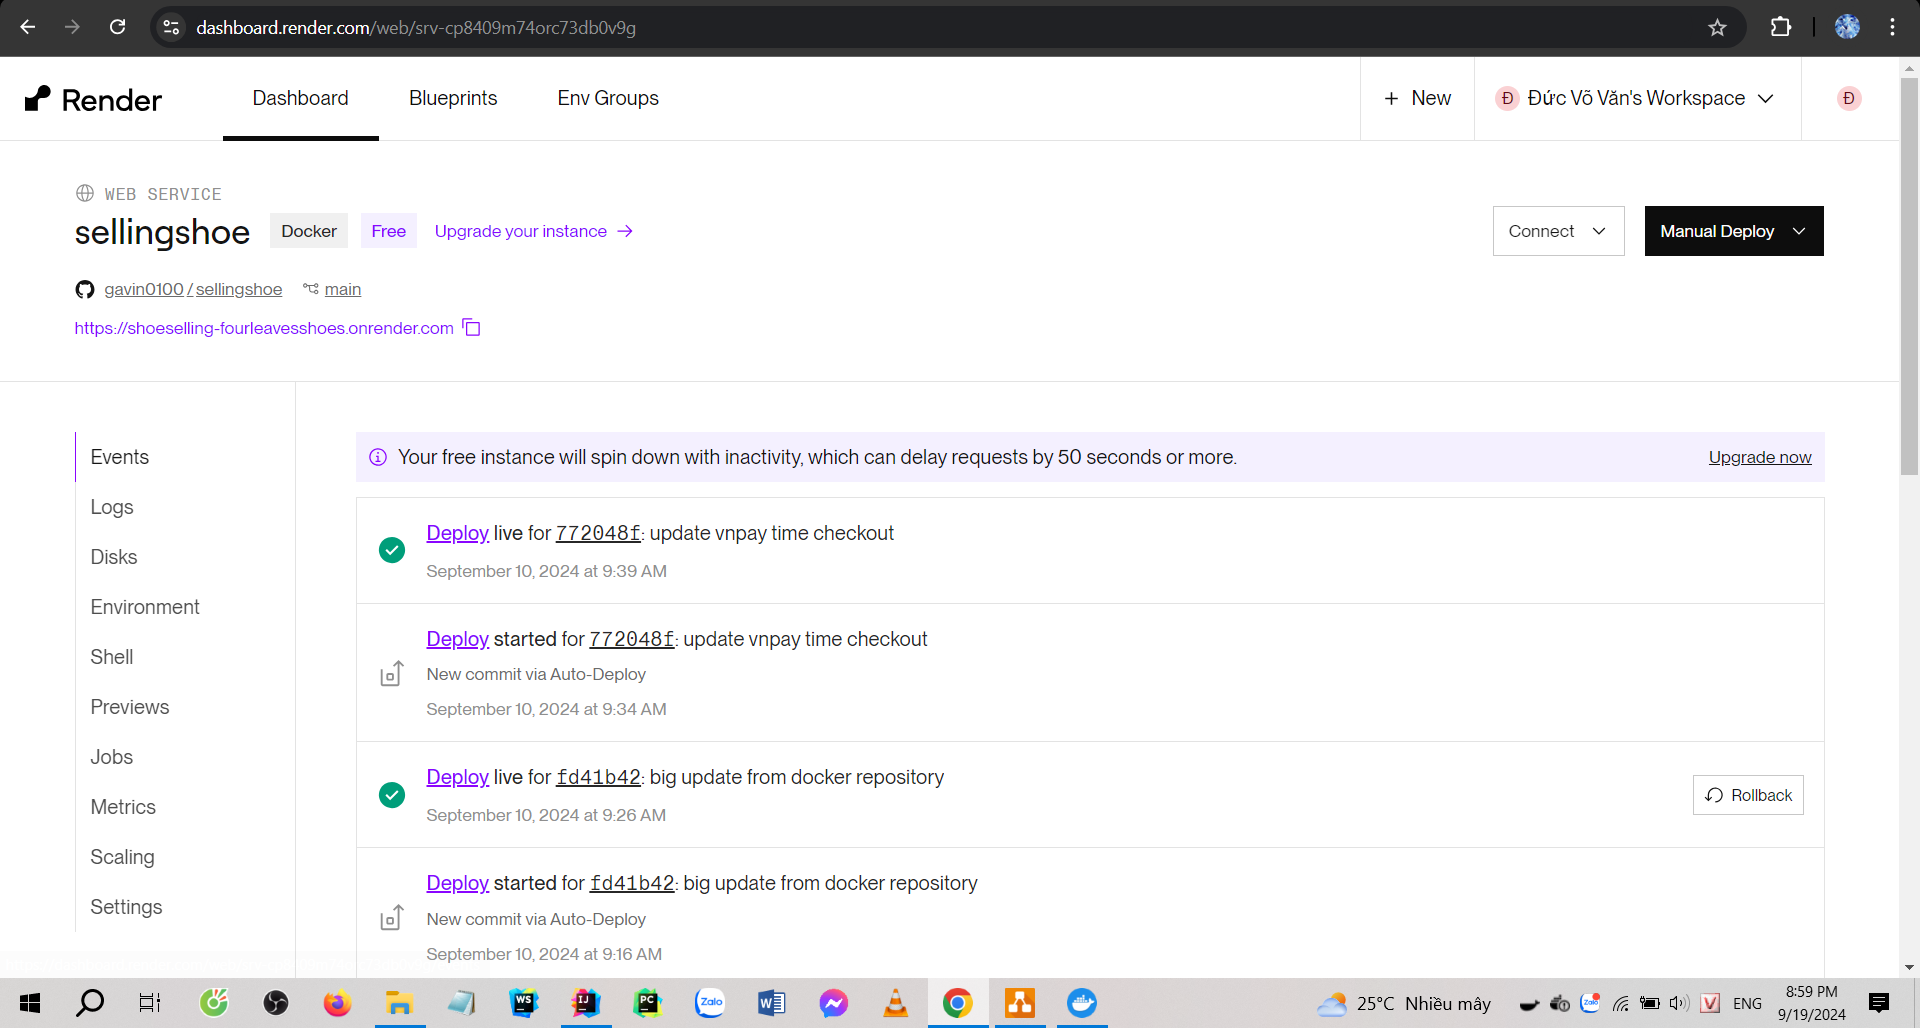 dashboard.render.com/web/srv-cp8409m74orc73db0v9g
Render
Dashboard
Blueprints
Env Groups
+ New
Đ Đức Võ Văn's Workspace
Đ
WEB SERVICE
sellingshoe
Docker
Free
Upgrade your instance →
Connect
Manual Deploy
gavin0100 / sellingshoe
main
https://shoeselling-fourleavesshoes.onrender.com
Events
Logs
Disks
Environment
Shell
Previews
Jobs
Metrics
Scaling
Settings
Your free instance will spin down with inactivity, which can delay requests by 50 seconds or more.
Upgrade now
Deploy live for 772048f: update vnpay time checkout
September 10, 2024 at 9:39 AM
Deploy started for 772048f: update vnpay time checkout
New commit via Auto-Deploy
September 10, 2024 at 9:34 AM
Deploy live for fd41b42: big update from docker repository
September 10, 2024 at 9:26 AM
Rollback
Deploy started for fd41b42: big update from docker repository
New commit via Auto-Deploy
September 10, 2024 at 9:16 AM
WS
IJ
PC
Zalo
W
25°C Nhiều mây
Zalo
V
ENG
8:59 PM
9/19/2024